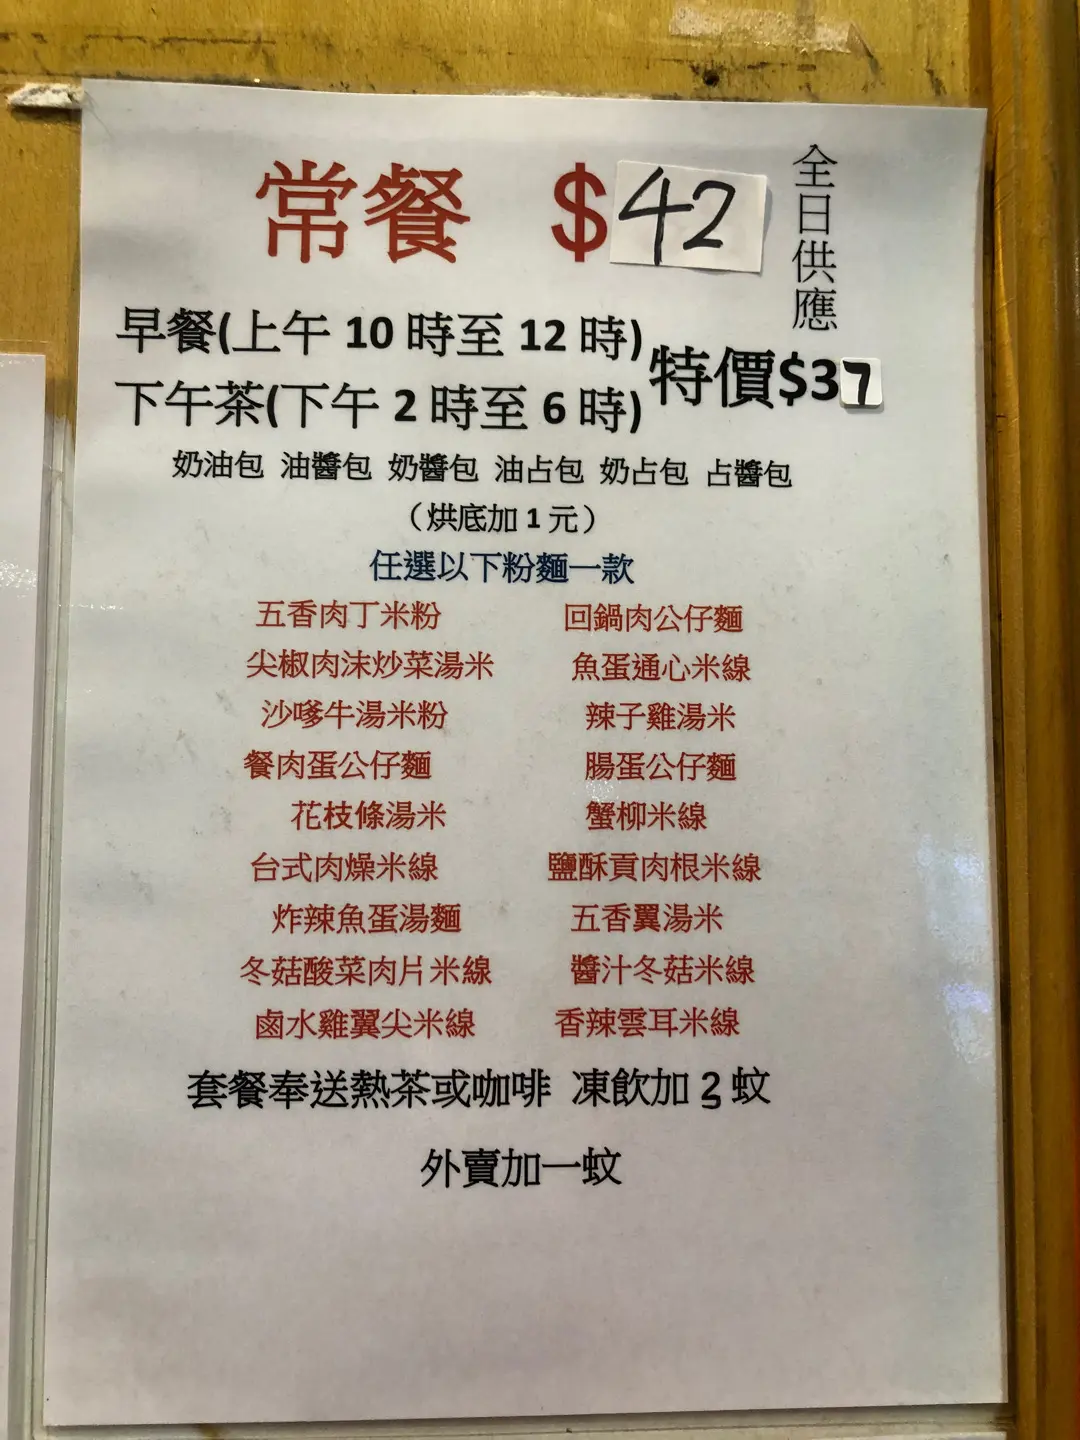 常餐 $42
全日供應
早餐(上午 10 時至 12 時)
下午茶(下午 2 時至 6 時)
特價$37
奶油包 油醬包 奶醬包 油占包 奶占包 占醬包
（烘底加 1 元）
任選以下粉麵一款
五香肉丁米粉 回鍋肉公仔麵
尖椒肉沫炒菜湯米 魚蛋通心米線
沙嗲牛湯米粉 辣子雞湯米
餐肉蛋公仔麵 腸蛋公仔麵
花枝條湯米 蟹柳米線
台式肉燥米線 鹽酥貢肉根米線
炸辣魚蛋湯麵 五香翼湯米
冬菇酸菜肉片米線 醬汁冬菇米線
鹵水雞翼尖米線 香辣雲耳米線
套餐奉送熱茶或咖啡 凍飲加 2 蚊
外賣加一蚊